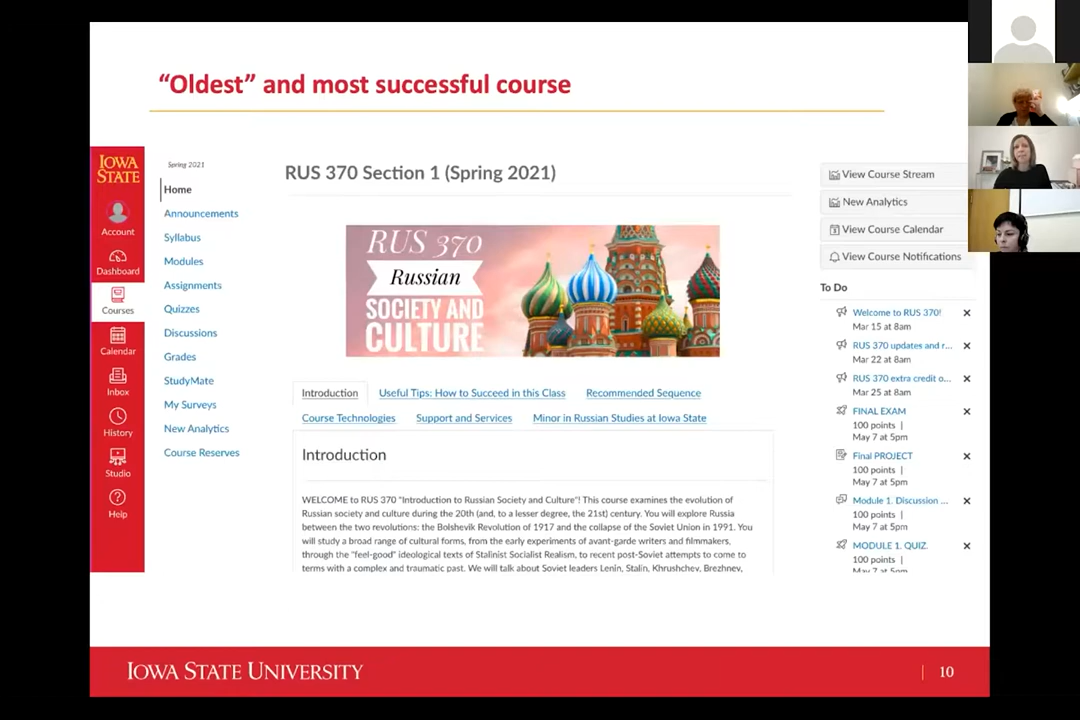 “Oldest” and most successful course
IOWA
STATE
Account
Dashboard
Courses
Calendar
Inbox
History
Studio
Help
Spring 2021
Home
Announcements
Syllabus
Modules
Assignments
Quizzes
Discussions
Grades
StudyMate
My Surveys
New Analytics
Course Reserves
RUS 370 Section 1 (Spring 2021)
RUS 370
Russian
SOCIETY AND
CULTURE
Introduction
Useful Tips: How to Succeed in this Class
Recommended Sequence
Course Technologies
Support and Services
Minor in Russian Studies at Iowa State
Introduction
WELCOME to RUS 370 "Introduction to Russian Society and Culture"! This course examines the evolution of
Russian society and culture during the 20th (and, to a lesser degree, the 21st) century. You will explore Russia
between the two revolutions: the Bolshevik Revolution of 1917 and the collapse of the Soviet Union in 1991. You
will study a broad range of cultural forms, from the early experiments of avant-garde writers and filmmakers,
through the "feel-good" ideological texts of Stalinist Socialist Realism, to recent post-Soviet attempts to come to
terms with a complex and traumatic past. We will talk about Soviet leaders Lenin, Stalin, Khrushchev, Brezhnev,
View Course Stream
New Analytics
View Course Calendar
View Course Notifications
To Do
Welcome to RUS 370!
Mar 15 at 8am
RUS 370 updates and r...
Mar 22 at 8am
RUS 370 extra credit o...
Mar 25 at 8am
FINAL EXAM
100 points |
May 7 at 5pm
Final PROJECT
100 points |
May 7 at 5pm
Module 1. Discussion ...
100 points |
May 7 at 5pm
MODULE 1. QUIZ.
100 points |
May 7 at 5pm
IOWA STATE UNIVERSITY
| 10